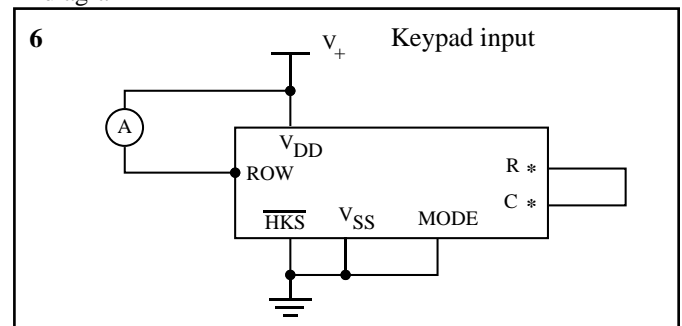 6 Keypad input
V+
A
VDD
ROW
R *
C *
HKS VSS MODE